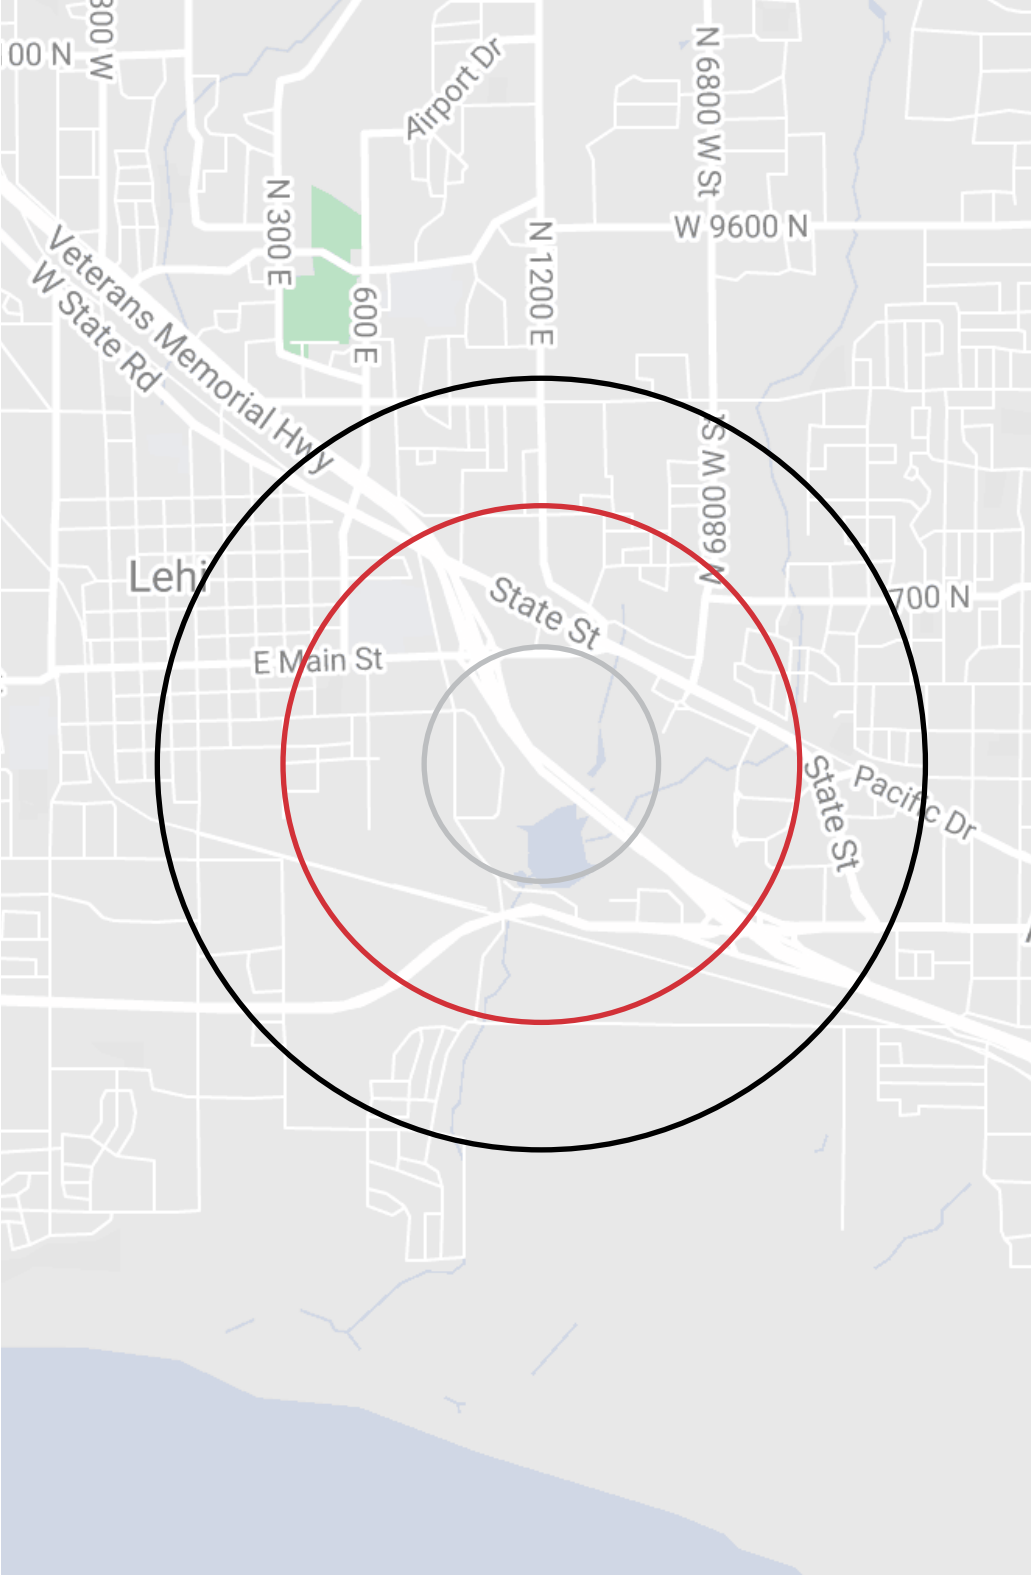 300 W
00 N
Airport Dr
N 6800 W St
N 300 E
W 9600 N
N 1200 E
Veterans Memorial Hwy
W State Rd
600 E
N 6800 W S
Lehi
State St
700 N
E Main St
State St
Pacific Dr